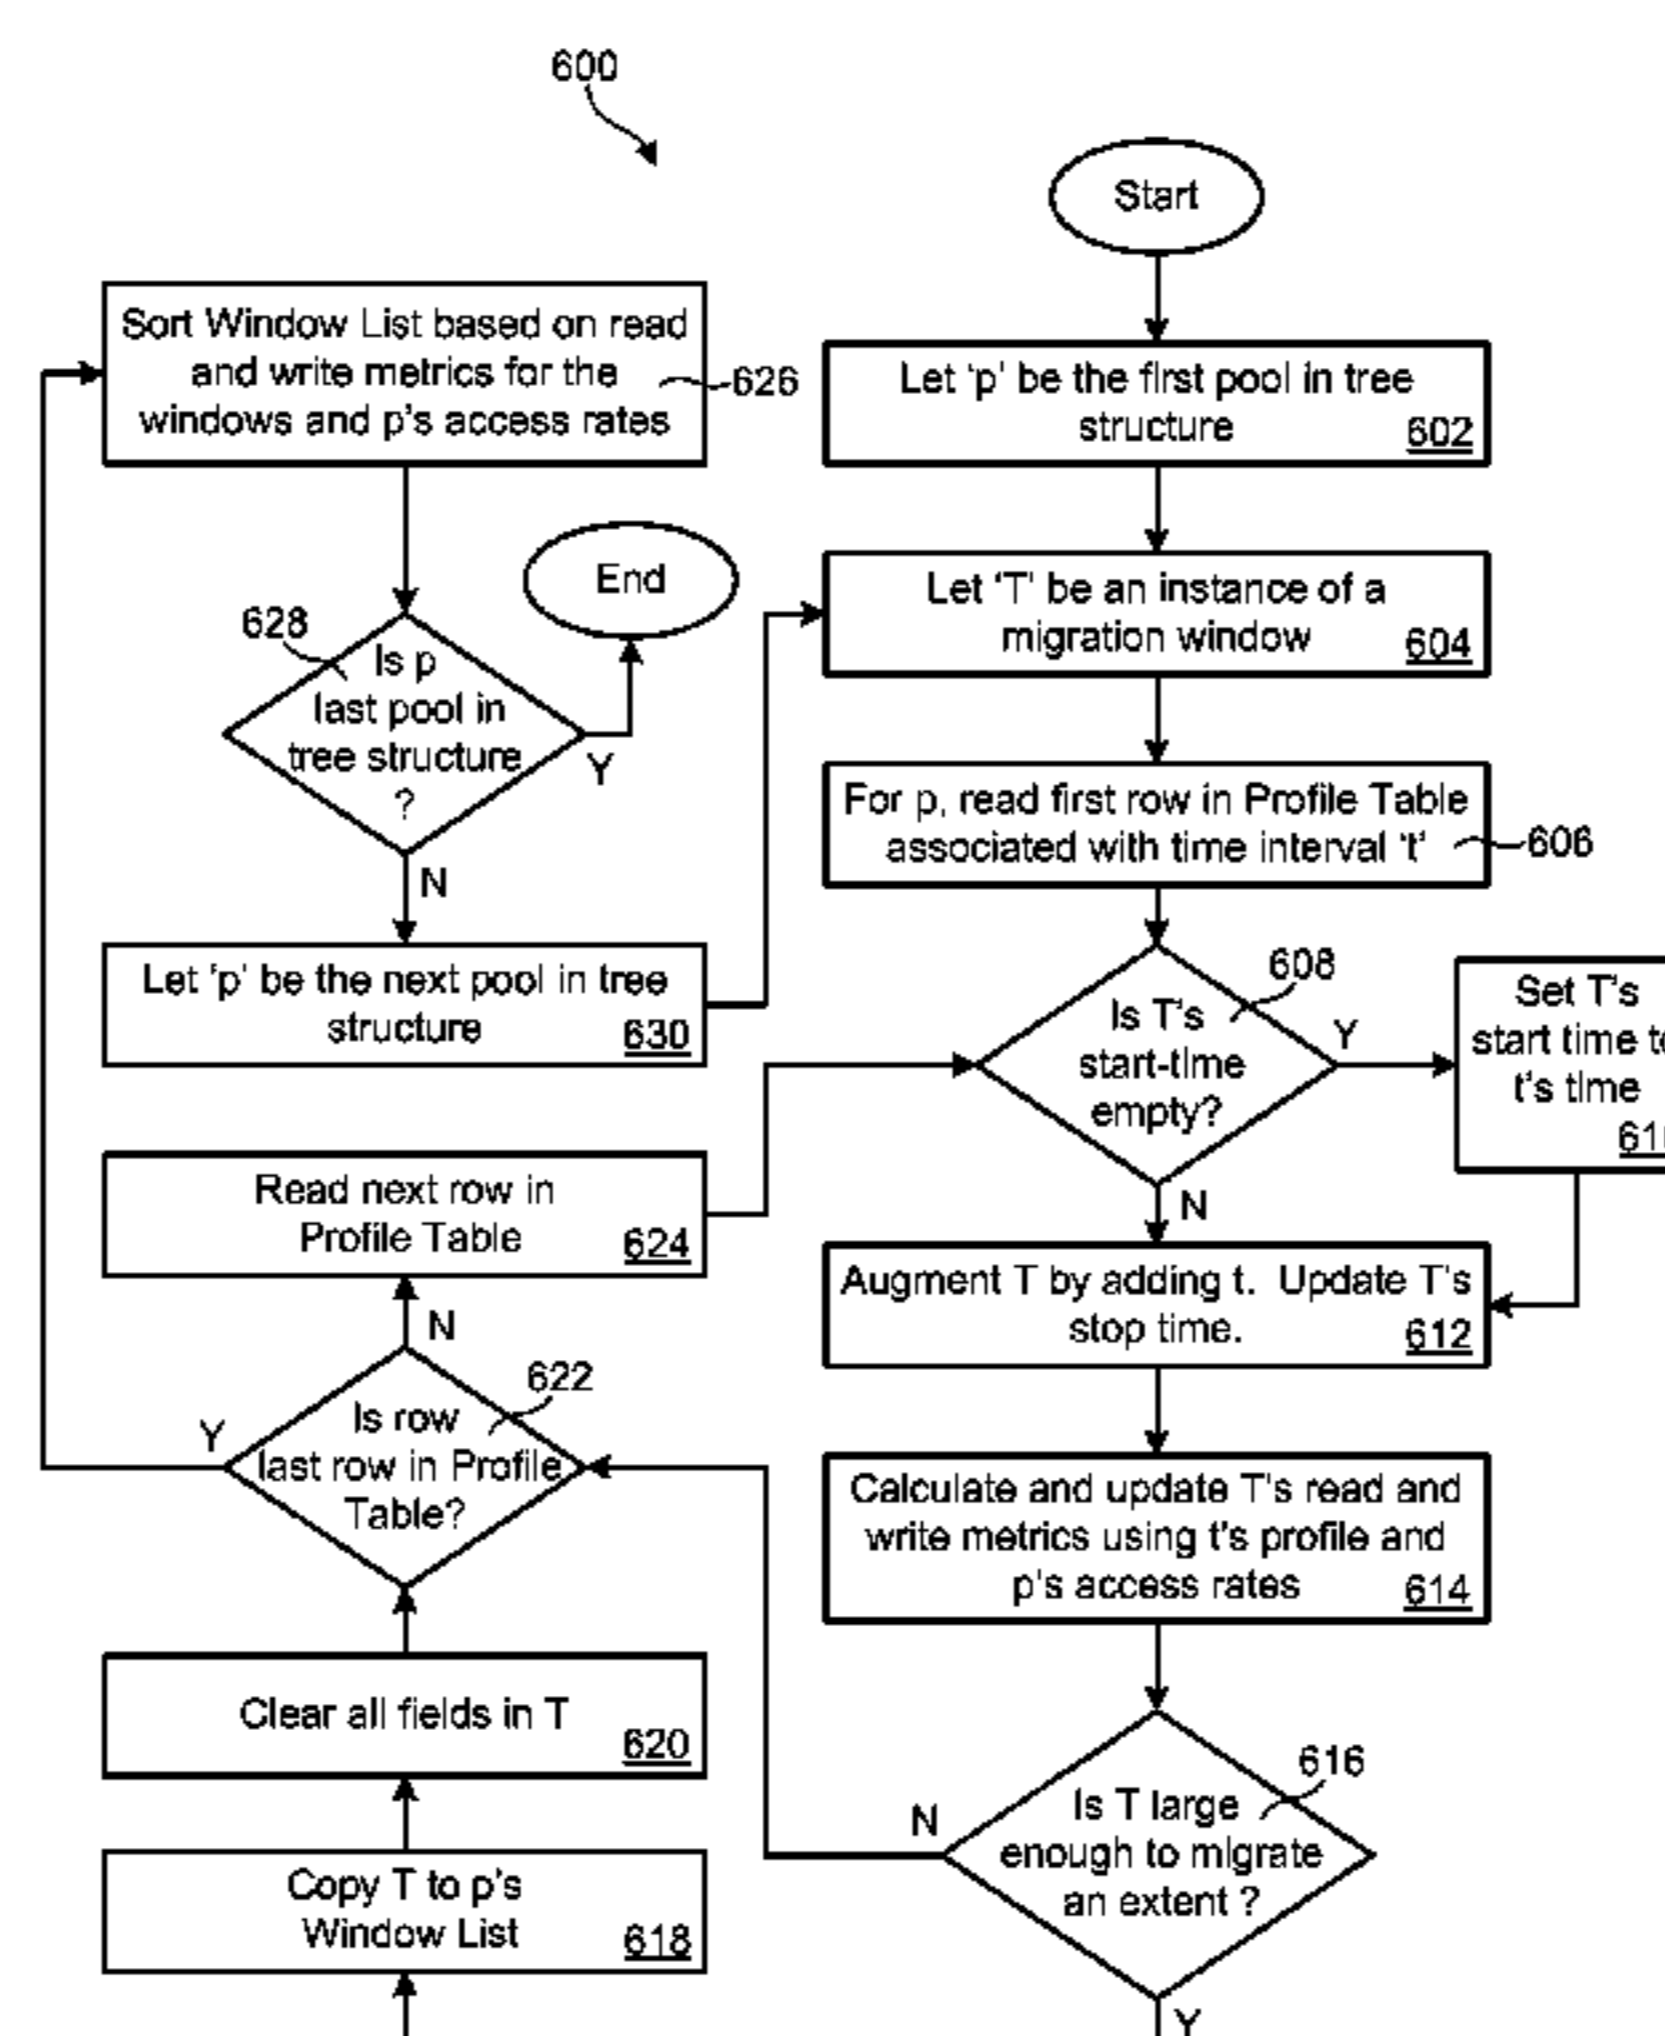 600
Start
Let 'p' be the first pool in tree
structure 602
Let 'T' be an instance of a
migration window 604
For p, read first row in Profile Table
associated with time interval 't' 606
608
Is T's
start-time
empty?
Y
N
Set T's
start time
t's time
Augment T by adding t. Update T's
stop time. 612
Calculate and update T's read and
write metrics using t's profile and
p's access rates 614
616
Is T large
enough to migrate
an extent ?
N
Y
Copy T to p's
Window List 618
Clear all fields in T
620
622
Is row
last row in Profile
Table?
Y
N
Read next row in
Profile Table 624
Sort Window List based on read
and write metrics for the
windows and p's access rates
626
628
Is p
last pool in
tree structure
?
Y
N
End
Let 'p' be the next pool in tree
structure 630